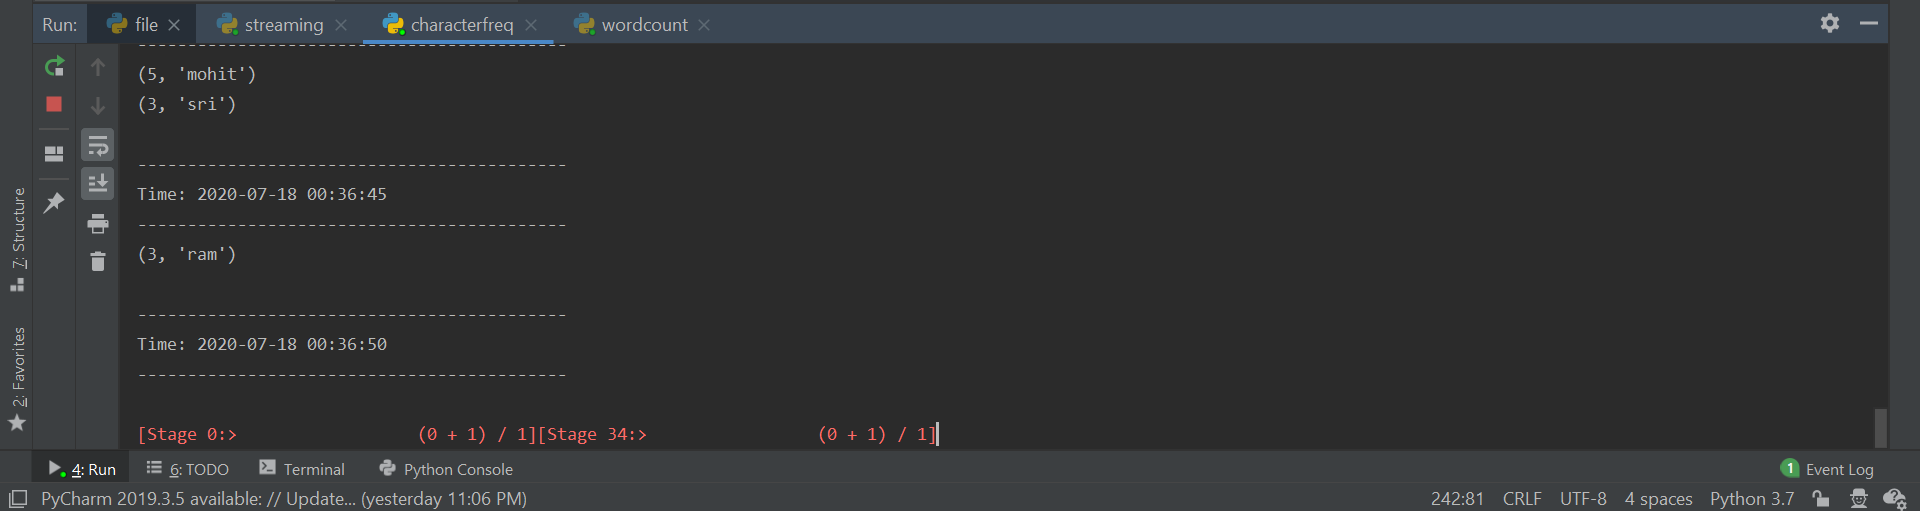 Run: file streaming characterfreq wordcount
-------------------------------------------
(5, 'mohit')
(3, 'sri')
-------------------------------------------
Time: 2020-07-18 00:36:45
-------------------------------------------
(3, 'ram')
-------------------------------------------
Time: 2020-07-18 00:36:50
-------------------------------------------
[Stage 0:>                  (0 + 1) / 1][Stage 34:>                 (0 + 1) / 1]
7: Structure
2: Favorites
4: Run 6: TODO Terminal Python Console 1 Event Log
PyCharm 2019.3.5 available: // Update... (yesterday 11:06 PM) 242:81 CRLF UTF-8 4 spaces Python 3.7